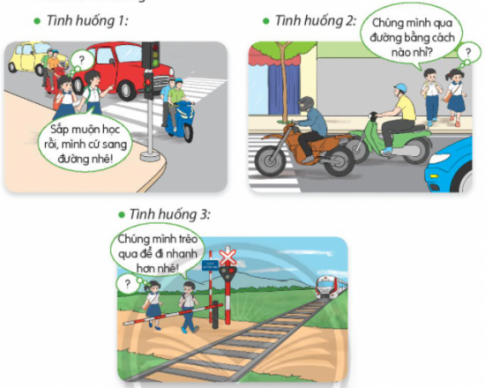 • Tình huống 1:
?
Sắp muộn học
rồi, mình cứ sang
đường nhé!
• Tình huống 2:
Chúng mình qua
đường bằng cách
nào nhỉ?
?
• Tình huống 3:
Chúng mình trèo
qua để đi nhanh
hơn nhé!
?